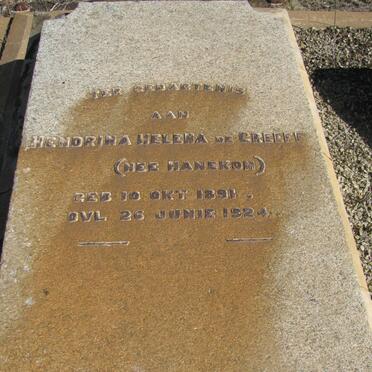 TER GEDAGTENIS
AAN
HENDRINA HELENA DE GREEFF
(NEE HANEKOM)
GEB 10 OKT 1891.
OVL 26 JUNIE 1924.